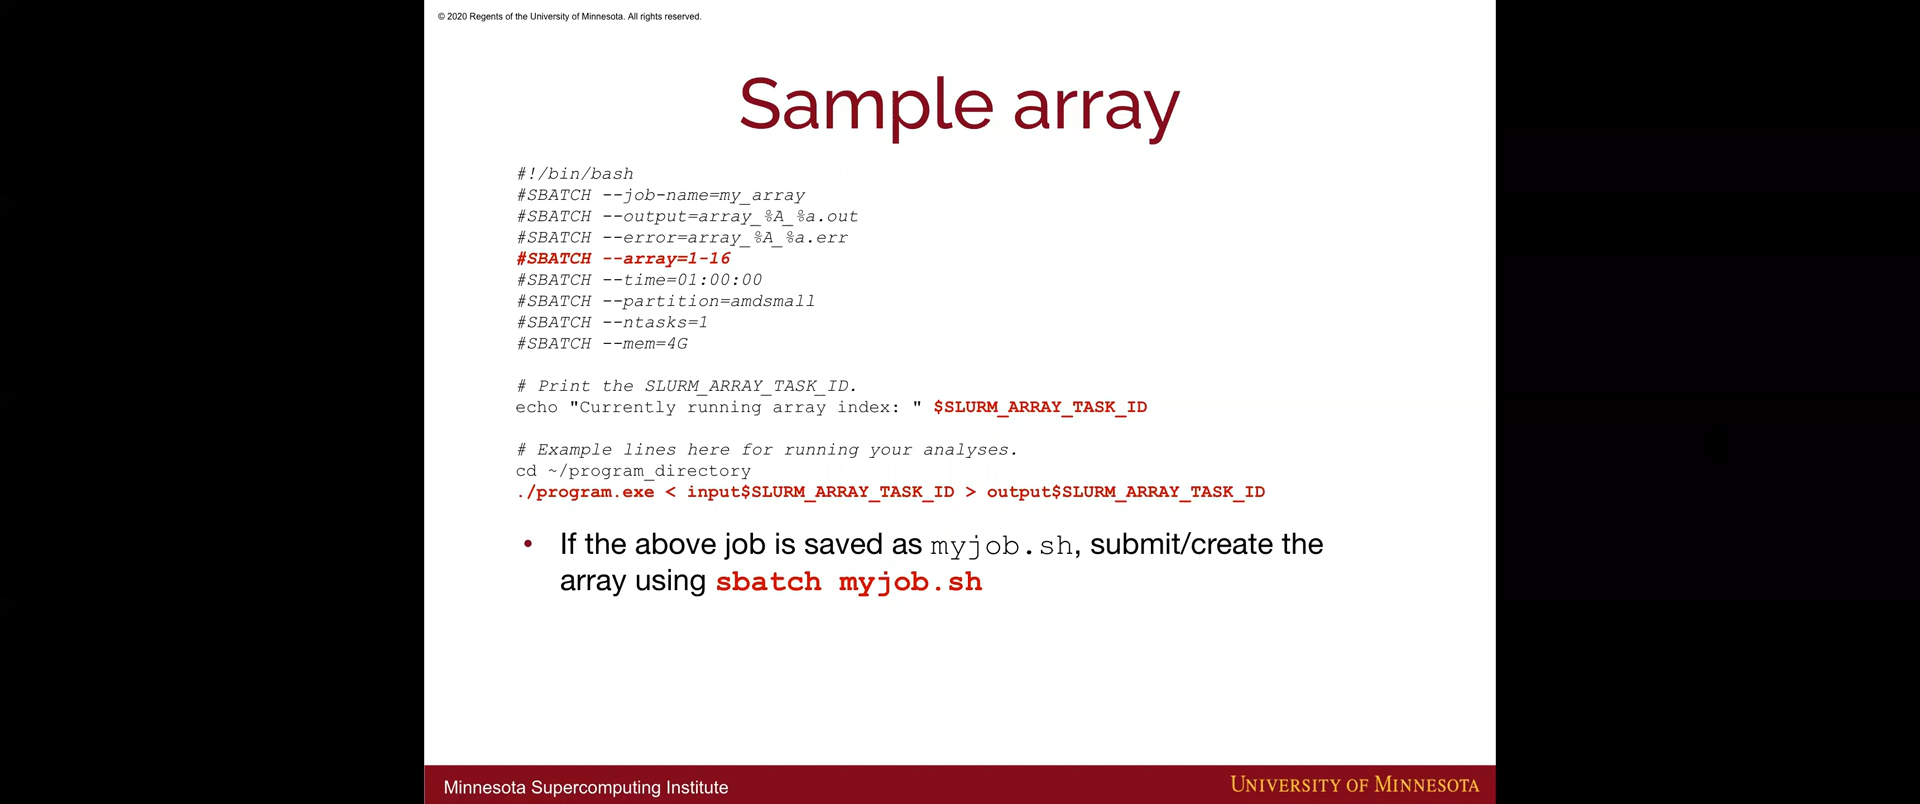 © 2020 Regents of the University of Minnesota. All rights reserved.
Sample array
#!/bin/bash
#SBATCH --job-name=my_array
#SBATCH --output=array_%A_%a.out
#SBATCH --error=array_%A_%a.err
#SBATCH --array=1-16
#SBATCH --time=01:00:00
#SBATCH --partition=amdsmall
#SBATCH --ntasks=1
#SBATCH --mem=4G
# Print the SLURM_ARRAY_TASK_ID.
echo "Currently running array index: " $SLURM_ARRAY_TASK_ID
# Example lines here for running your analyses.
cd ~/program_directory
./program.exe < input$SLURM_ARRAY_TASK_ID > output$SLURM_ARRAY_TASK_ID
• If the above job is saved as myjob.sh, submit/create the
array using sbatch myjob.sh
Minnesota Supercomputing Institute
UNIVERSITY OF MINNESOTA